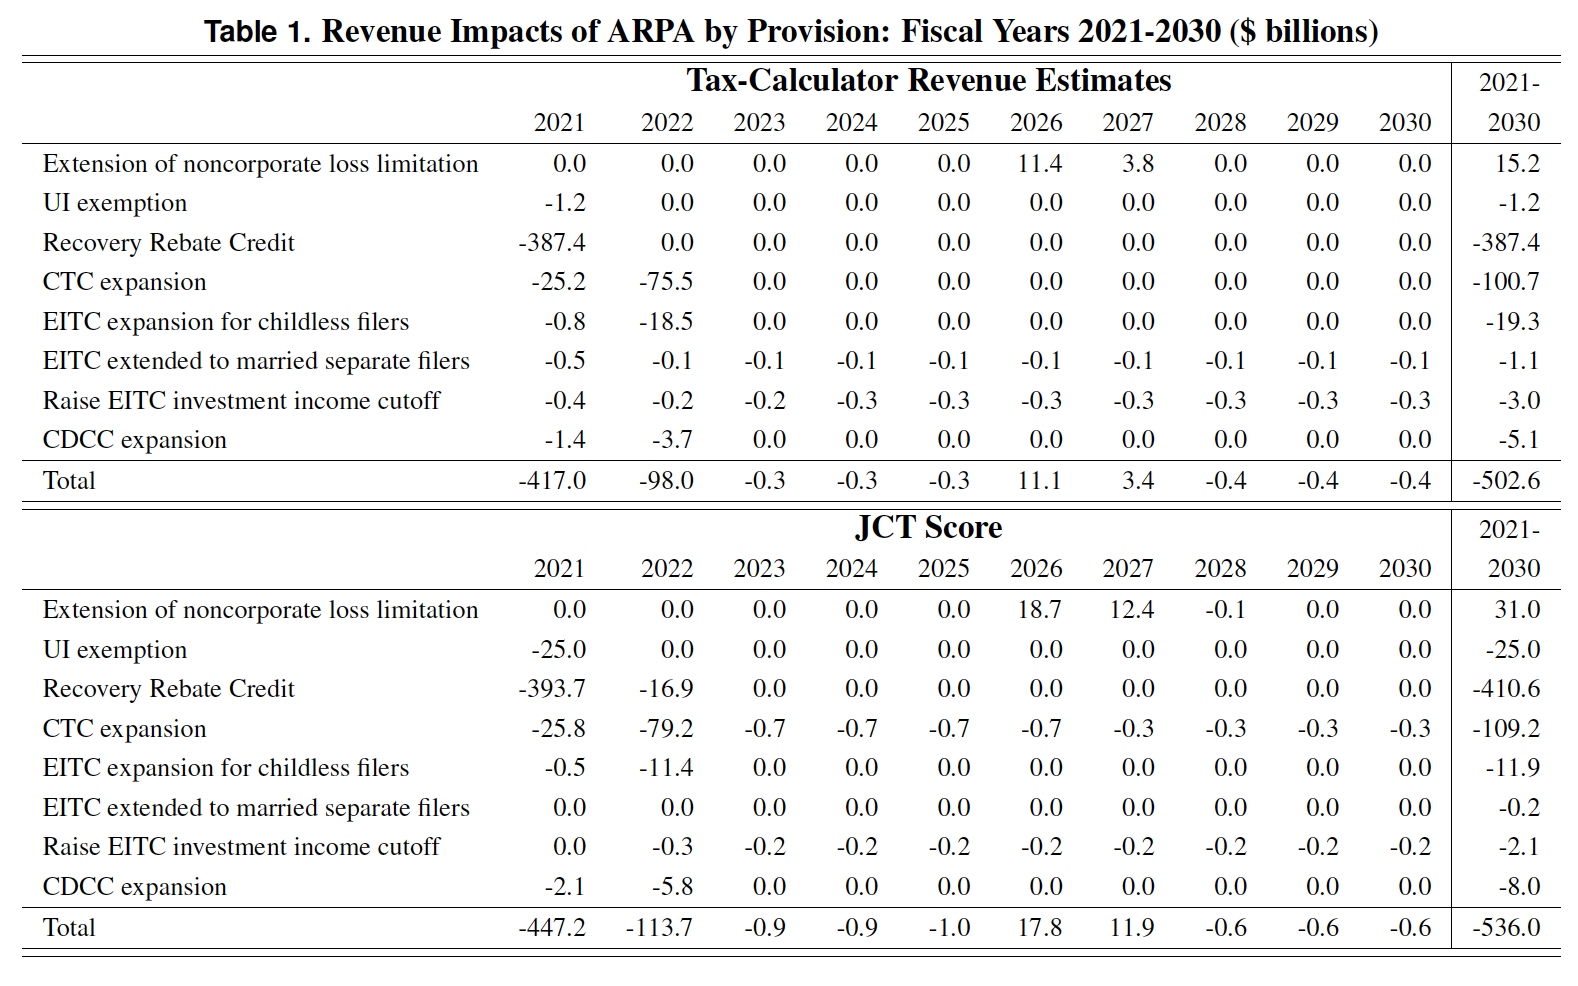 Table 1. Revenue Impacts of ARPA by Provision: Fiscal Years 2021-2030 ($ billions)
Tax-Calculator Revenue Estimates 2021-
2021 2022 2023 2024 2025 2026 2027 2028 2029 2030 2030
Extension of noncorporate loss limitation 0.0 0.0 0.0 0.0 0.0 11.4 3.8 0.0 0.0 0.0 15.2
UI exemption -1.2 0.0 0.0 0.0 0.0 0.0 0.0 0.0 0.0 0.0 -1.2
Recovery Rebate Credit -387.4 0.0 0.0 0.0 0.0 0.0 0.0 0.0 0.0 0.0 -387.4
CTC expansion -25.2 -75.5 0.0 0.0 0.0 0.0 0.0 0.0 0.0 0.0 -100.7
EITC expansion for childless filers -0.8 -18.5 0.0 0.0 0.0 0.0 0.0 0.0 0.0 0.0 -19.3
EITC extended to married separate filers -0.5 -0.1 -0.1 -0.1 -0.1 -0.1 -0.1 -0.1 -0.1 -0.1 -1.1
Raise EITC investment income cutoff -0.4 -0.2 -0.2 -0.3 -0.3 -0.3 -0.3 -0.3 -0.3 -0.3 -3.0
CDCC expansion -1.4 -3.7 0.0 0.0 0.0 0.0 0.0 0.0 0.0 0.0 -5.1
Total -417.0 -98.0 -0.3 -0.3 -0.3 11.1 3.4 -0.4 -0.4 -0.4 -502.6
JCT Score 2021-
2021 2022 2023 2024 2025 2026 2027 2028 2029 2030 2030
Extension of noncorporate loss limitation 0.0 0.0 0.0 0.0 0.0 18.7 12.4 -0.1 0.0 0.0 31.0
UI exemption -25.0 0.0 0.0 0.0 0.0 0.0 0.0 0.0 0.0 0.0 -25.0
Recovery Rebate Credit -393.7 -16.9 0.0 0.0 0.0 0.0 0.0 0.0 0.0 0.0 -410.6
CTC expansion -25.8 -79.2 -0.7 -0.7 -0.7 -0.7 -0.3 -0.3 -0.3 -0.3 -109.2
EITC expansion for childless filers -0.5 -11.4 0.0 0.0 0.0 0.0 0.0 0.0 0.0 0.0 -11.9
EITC extended to married separate filers 0.0 0.0 0.0 0.0 0.0 0.0 0.0 0.0 0.0 0.0 -0.2
Raise EITC investment income cutoff 0.0 -0.3 -0.2 -0.2 -0.2 -0.2 -0.2 -0.2 -0.2 -0.2 -2.1
CDCC expansion -2.1 -5.8 0.0 0.0 0.0 0.0 0.0 0.0 0.0 0.0 -8.0
Total -447.2 -113.7 -0.9 -0.9 -1.0 17.8 11.9 -0.6 -0.6 -0.6 -536.0